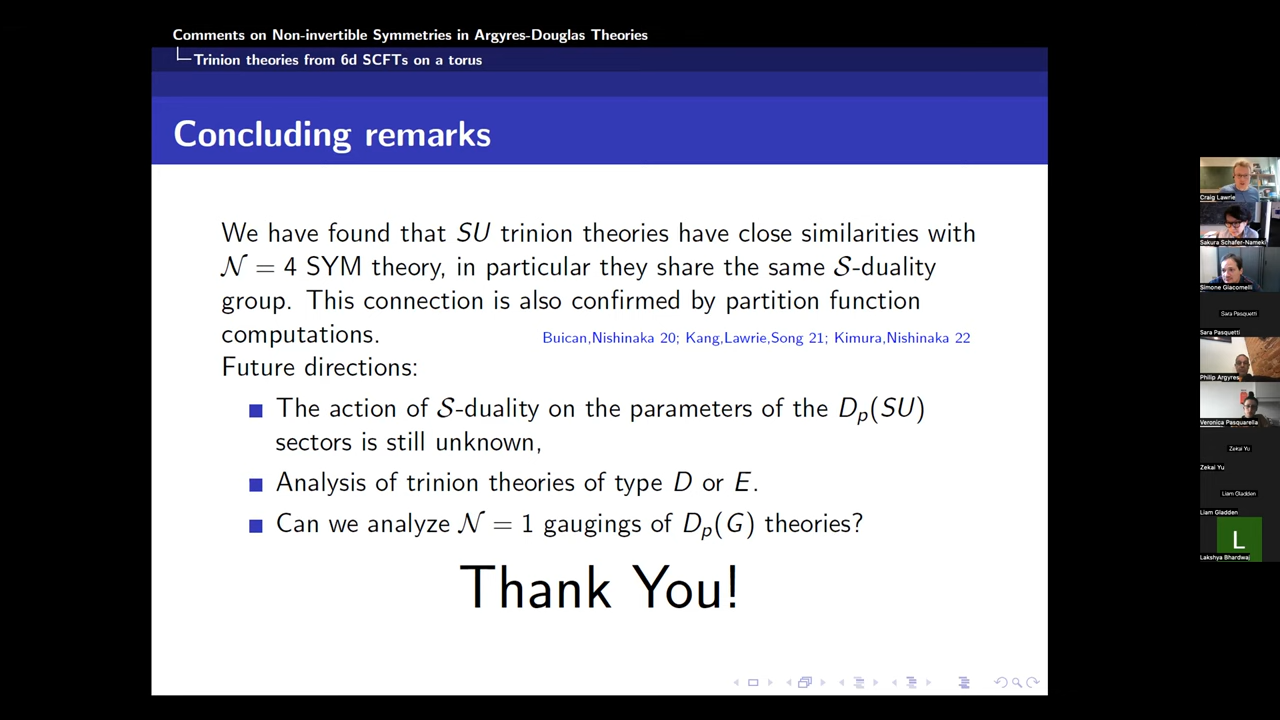 Comments on Non-invertible Symmetries in Argyres-Douglas Theories
Trinion theories from 6d SCFTs on a torus
Concluding remarks
We have found that SU trinion theories have close similarities with
𝒩 = 4 SYM theory, in particular they share the same 𝒮-duality
group. This connection is also confirmed by partition function
computations. Buican,Nishinaka 20; Kang,Lawrie,Song 21; Kimura,Nishinaka 22
Future directions:
The action of 𝒮-duality on the parameters of the D_p(SU)
sectors is still unknown,
Analysis of trinion theories of type D or E.
Can we analyze 𝒩 = 1 gaugings of D_p(G) theories?
Thank You!
Craig Lawrie
Sakura Schafer-Nameki
Simone Giacomelli
Sara Pasquetti
Sara Pasquetti
Philip Argyres
Veronica Pasquarella
Zekai Yu
Zekai Yu
Liam Gladden
Liam Gladden
L
Lakshya Bhardwaj